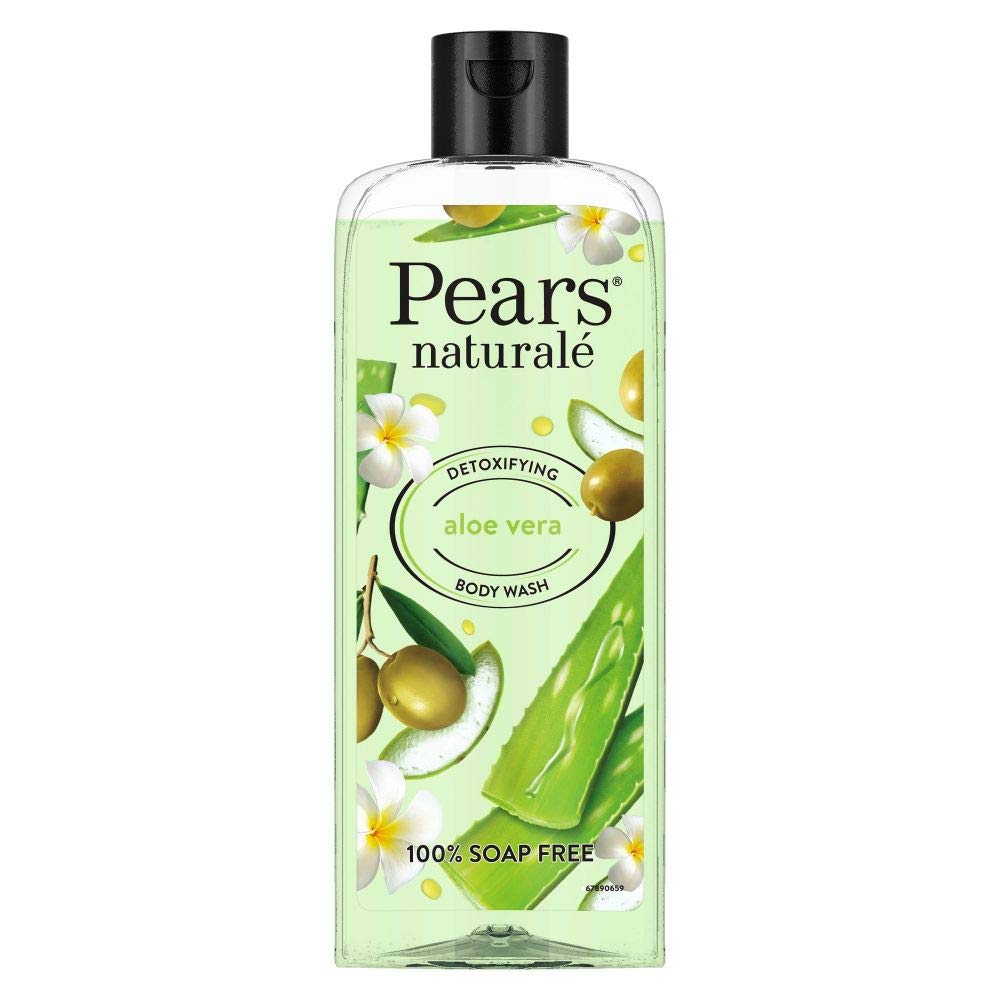 Pears®
naturalé
DETOXIFYING
aloe vera
BODY WASH
100% SOAP FREE
67890659